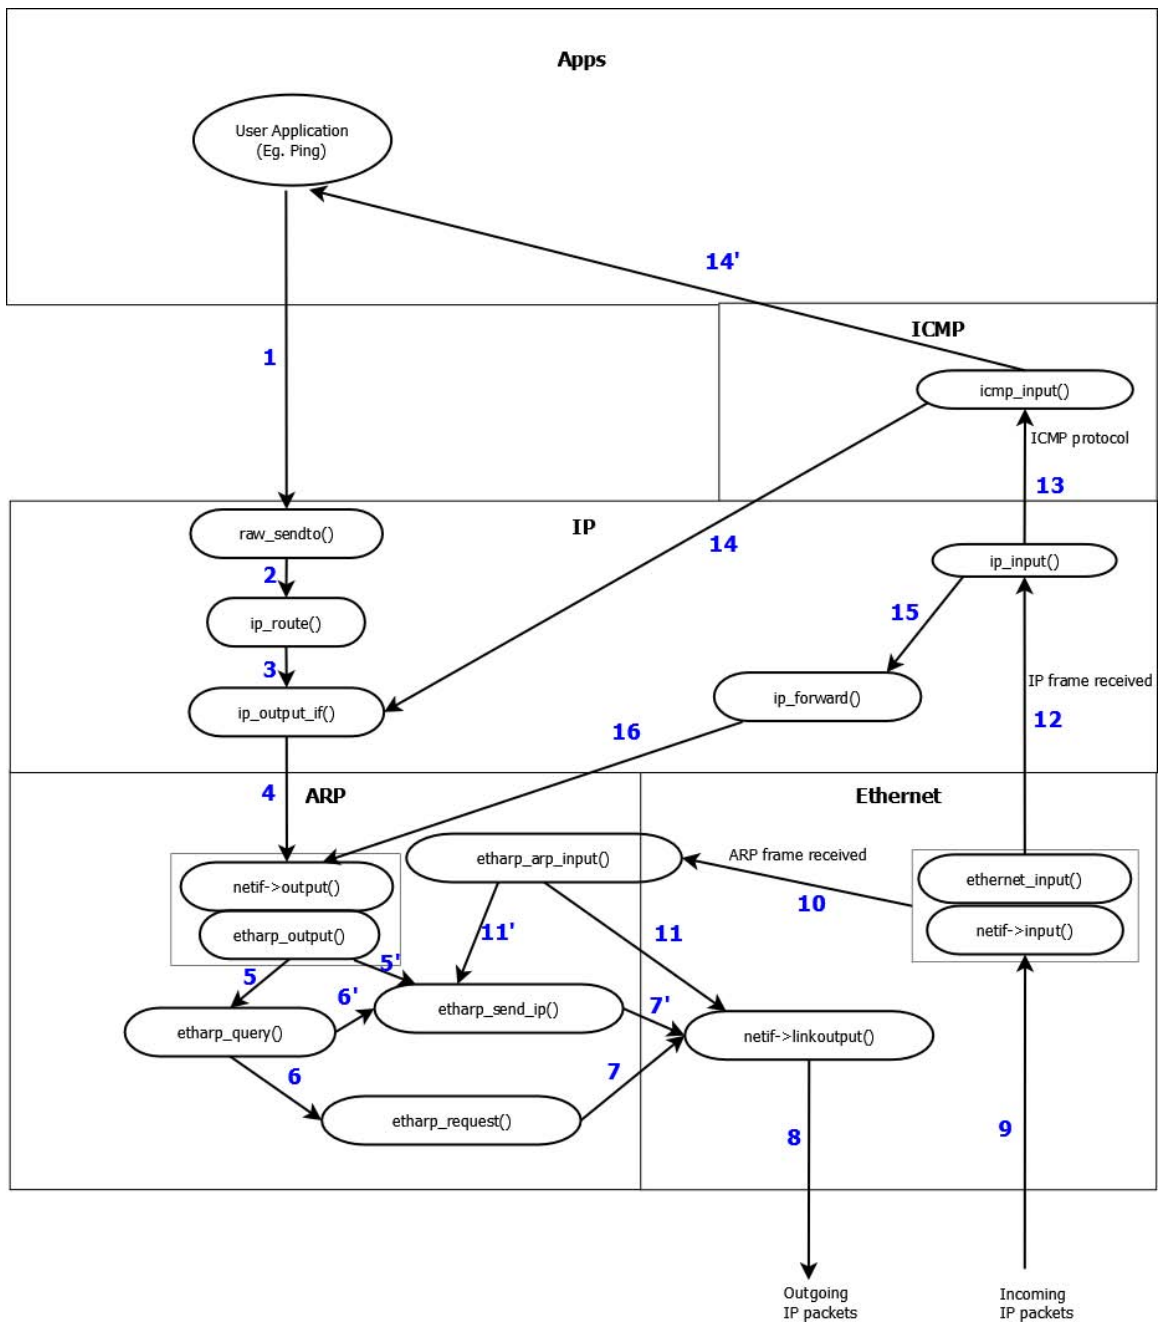 Apps
User Application
(Eg. Ping)
14'
1
ICMP
icmp_input()
ICMP protocol
13
raw_sendto()
IP
14
2
ip_input()
15
ip_route()
3
IP frame received
ip_output_if()
ip_forward()
12
16
4
ARP
Ethernet
etharp_arp_input()
ARP frame received
netif->output()
ethernet_input()
10
etharp_output()
11'
11
netif->input()
5
5'
6'
etharp_send_ip()
7'
etharp_query()
netif->linkoutput()
6
7
etharp_request()
8
9
Outgoing
IP packets
Incoming
IP packets